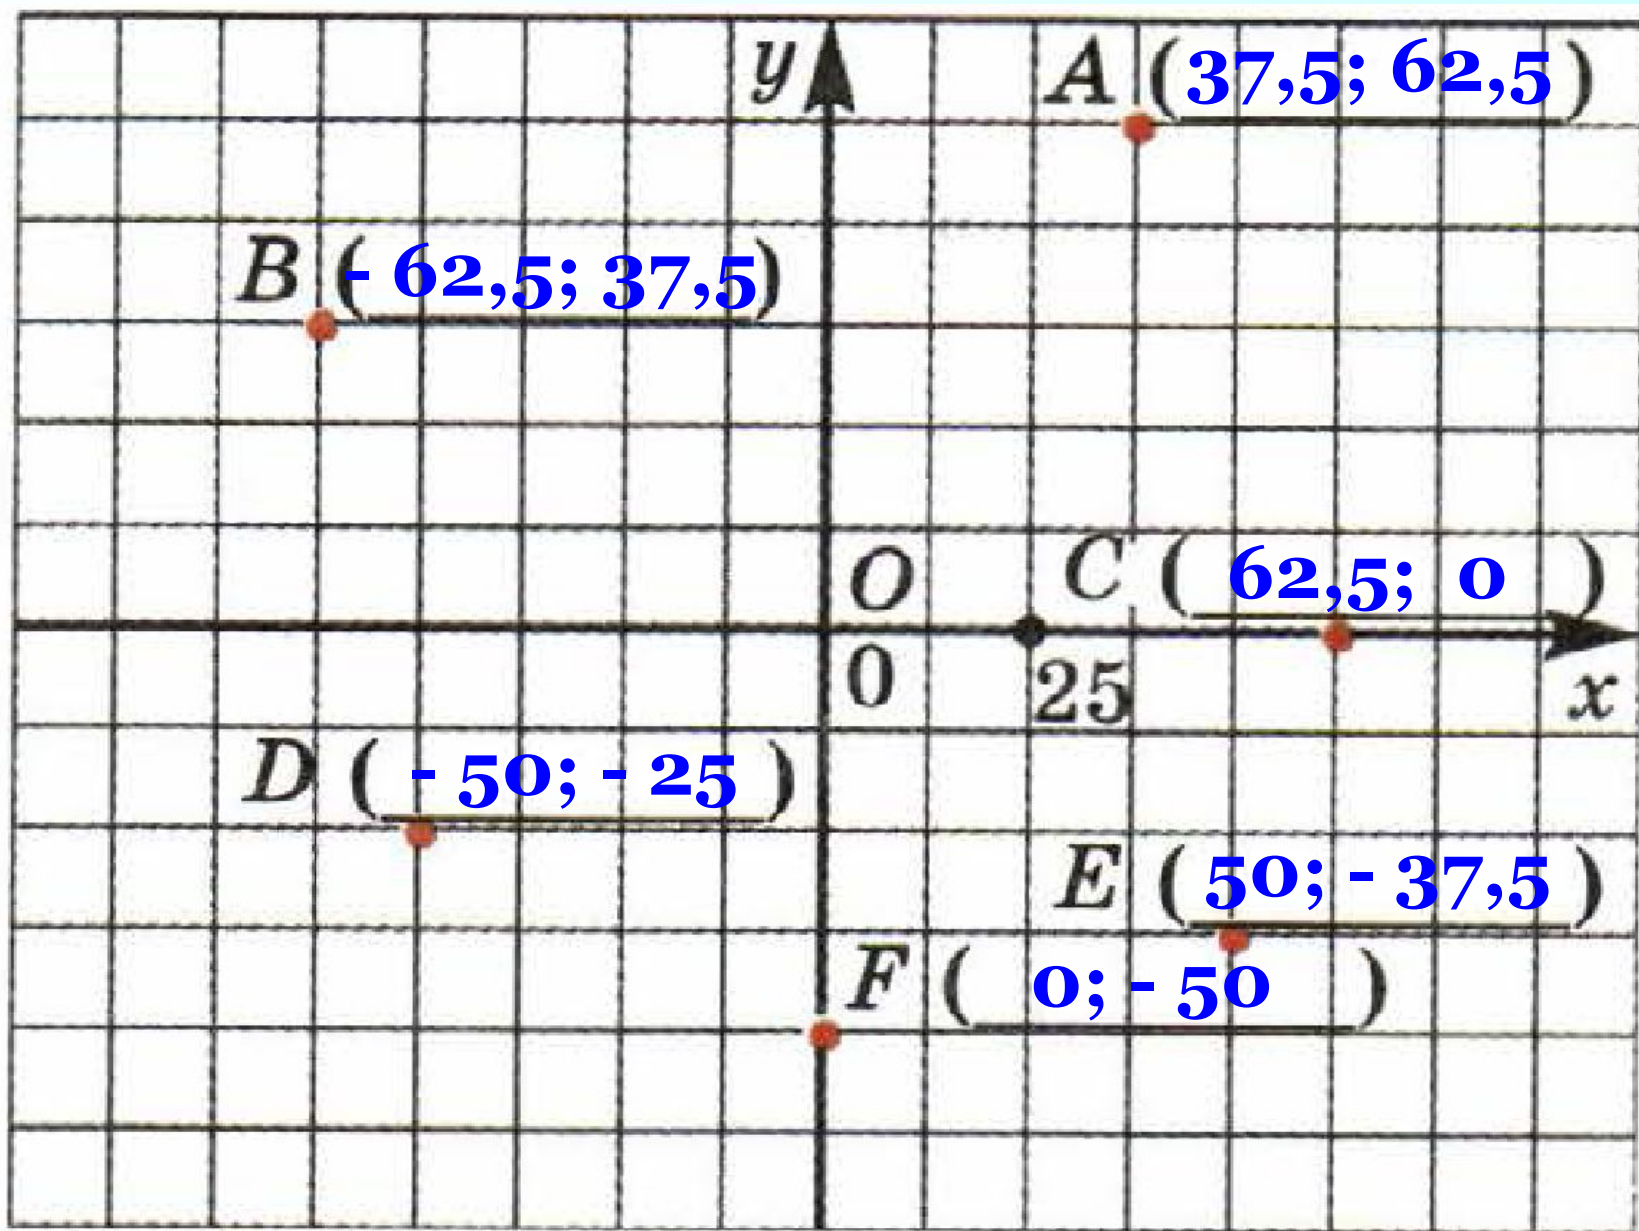 y
A (37,5; 62,5)
B (- 62,5; 37,5)
O C ( 62,5; 0 )
0 25 x
D ( - 50; - 25 )
E ( 50; - 37,5 )
F ( 0; - 50 )